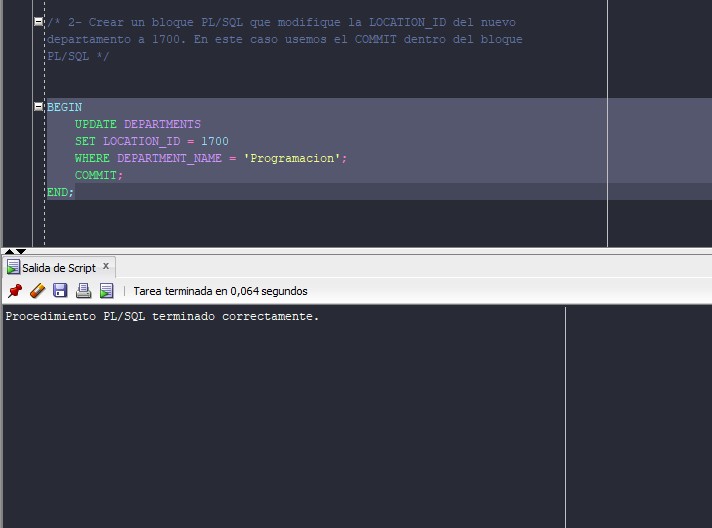 /* 2- Crear un bloque PL/SQL que modifique la LOCATION_ID del nuevo
departamento a 1700. En este caso usemos el COMMIT dentro del bloque
PL/SQL */
BEGIN
UPDATE DEPARTMENTS
SET LOCATION_ID = 1700
WHERE DEPARTMENT_NAME = 'Programacion';
COMMIT;
END;
Salida de Script x
Tarea terminada en 0,064 segundos
Procedimiento PL/SQL terminado correctamente.